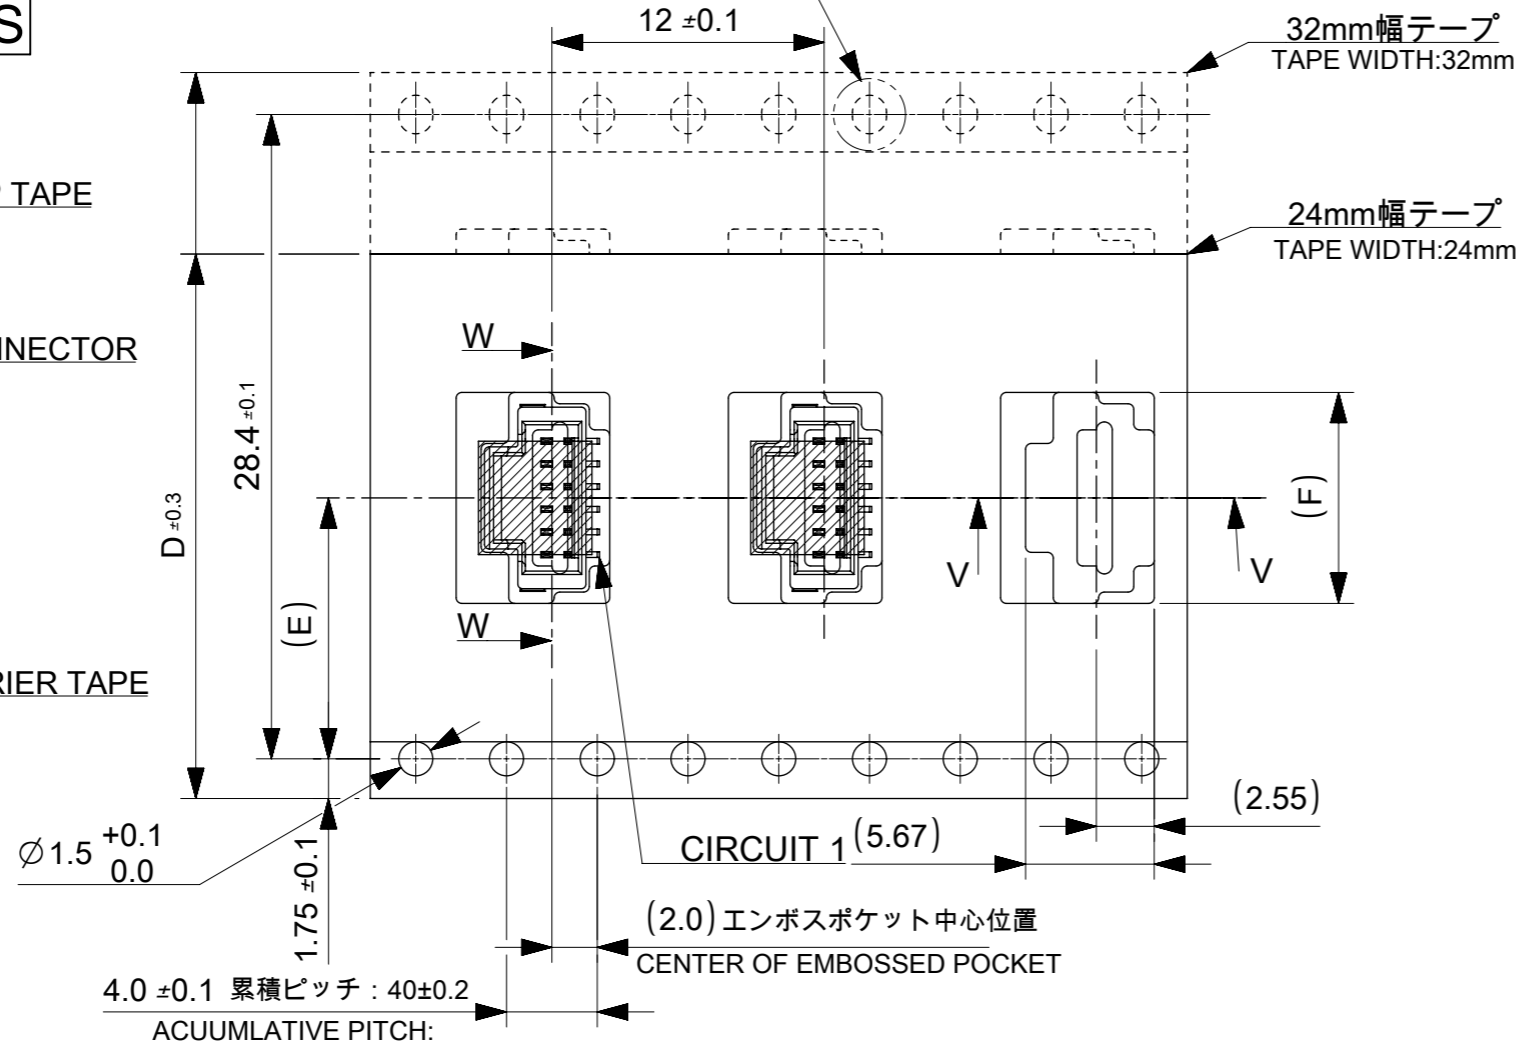 S
12 ±0.1
32mm幅テープ
TAPE WIDTH:32mm
TAPE
24mm幅テープ
TAPE WIDTH:24mm
W
NNECTOR
28.4 ±0.1
D ±0.3
(F)
V
V
(E)
W
RIER TAPE
(2.55)
Ø1.5 +0.1
0.0
CIRCUIT 1
(5.67)
1.75 ±0.1
(2.0) エンボスポケット中心位置
CENTER OF EMBOSSED POCKET
4.0 ±0.1 累積ピッチ : 40±0.2
ACUUMLATIVE PITCH: